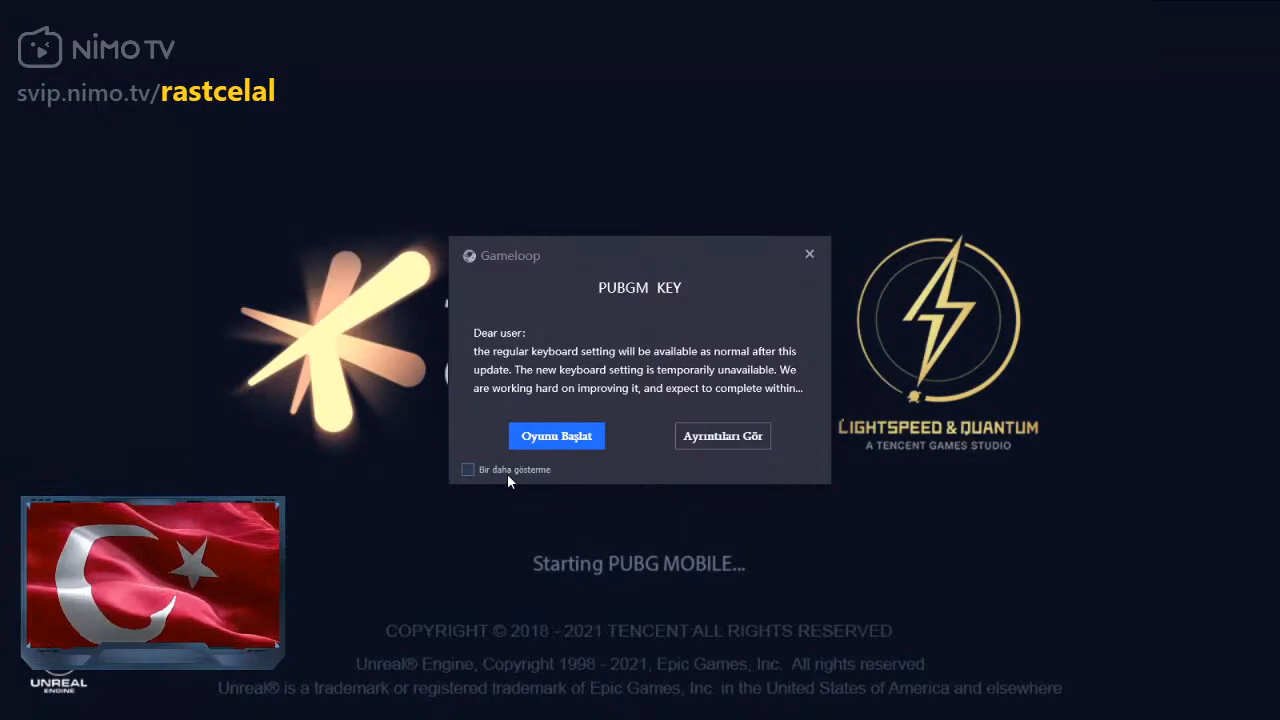 NiMO TV
svip.nimo.tv/rastcelal
Gameloop
PUBGM KEY
Dear user:
the regular keyboard setting will be available as normal after this
update. The new keyboard setting is temporarily unavailable. We
are working hard on improving it, and expect to complete within...
Oyunu Başlat
Ayrıntıları Gör
Bir daha gösterme
LIGHTSPEED & QUANTUM
A TENCENT GAMES STUDIO
Starting PUBG MOBILE...
COPYRIGHT © 2018 - 2021 TENCENT ALL RIGHTS RESERVED
Unreal® Engine, Copyright 1998 - 2021, Epic Games, Inc. All rights reserved
Unreal® is a trademark or registered trademark of Epic Games, Inc. in the United States of America and elsewhere
UNREAL
ENGINE